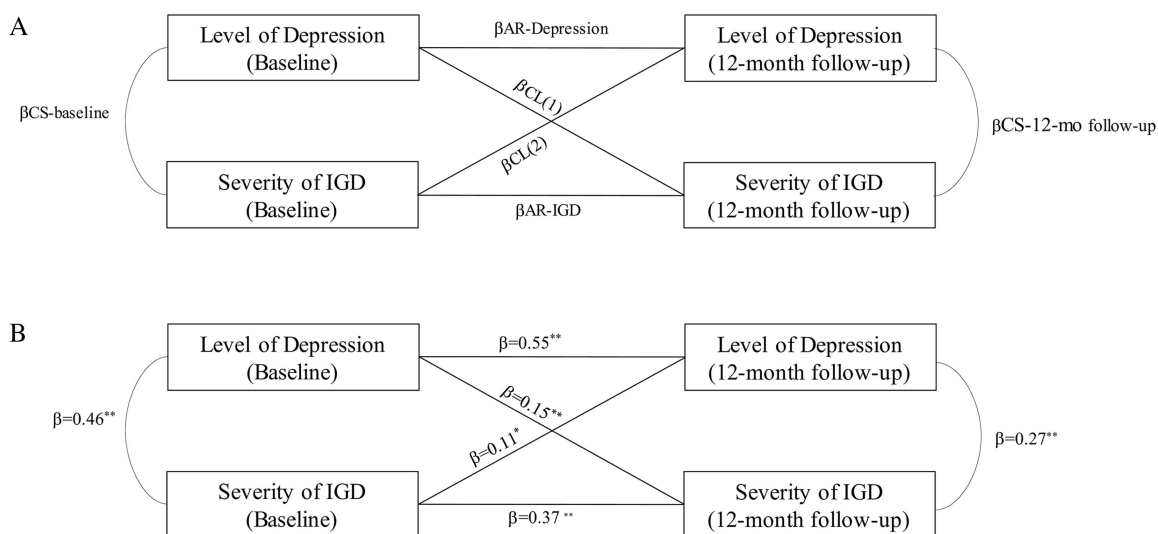 A
Level of Depression
(Baseline)
βAR-Depression
Level of Depression
(12-month follow-up)
βCS-baseline
βCL(1)
βCL(2)
βCS-12-mo follow-up
Severity of IGD
(Baseline)
βAR-IGD
Severity of IGD
(12-month follow-up)
B
Level of Depression
(Baseline)
β=0.55**
Level of Depression
(12-month follow-up)
β=0.46**
β=0.15**
β=0.11*
β=0.27**
Severity of IGD
(Baseline)
β=0.37 **
Severity of IGD
(12-month follow-up)